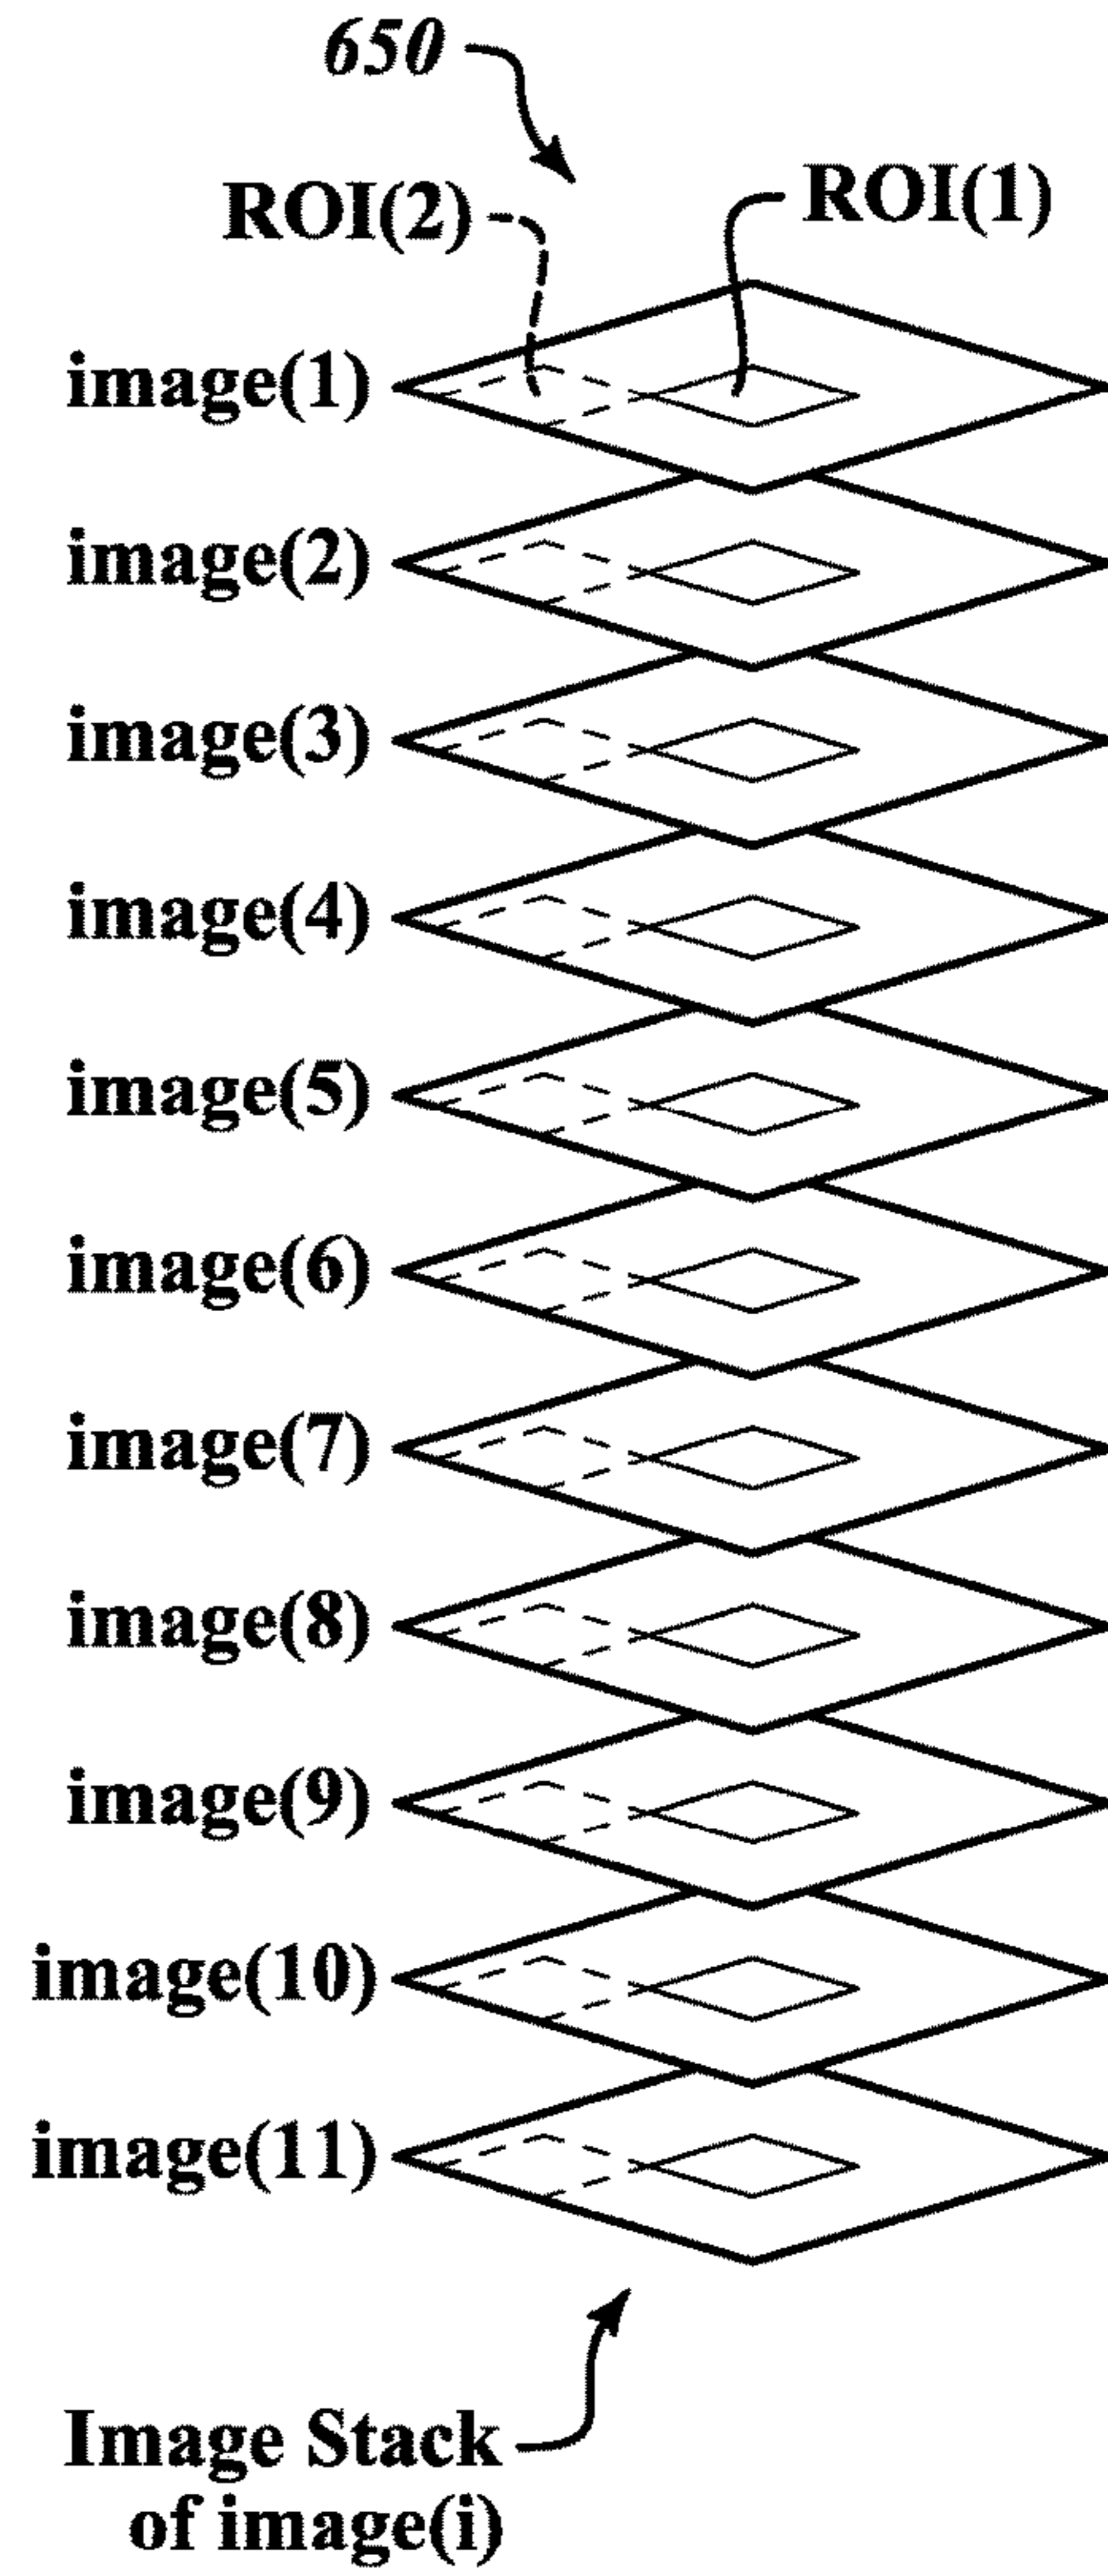 650
ROI(2)
ROI(1)
image(1)
image(2)
image(3)
image(4)
image(5)
image(6)
image(7)
image(8)
image(9)
image(10)
image(11)
Image Stack
of image(i)